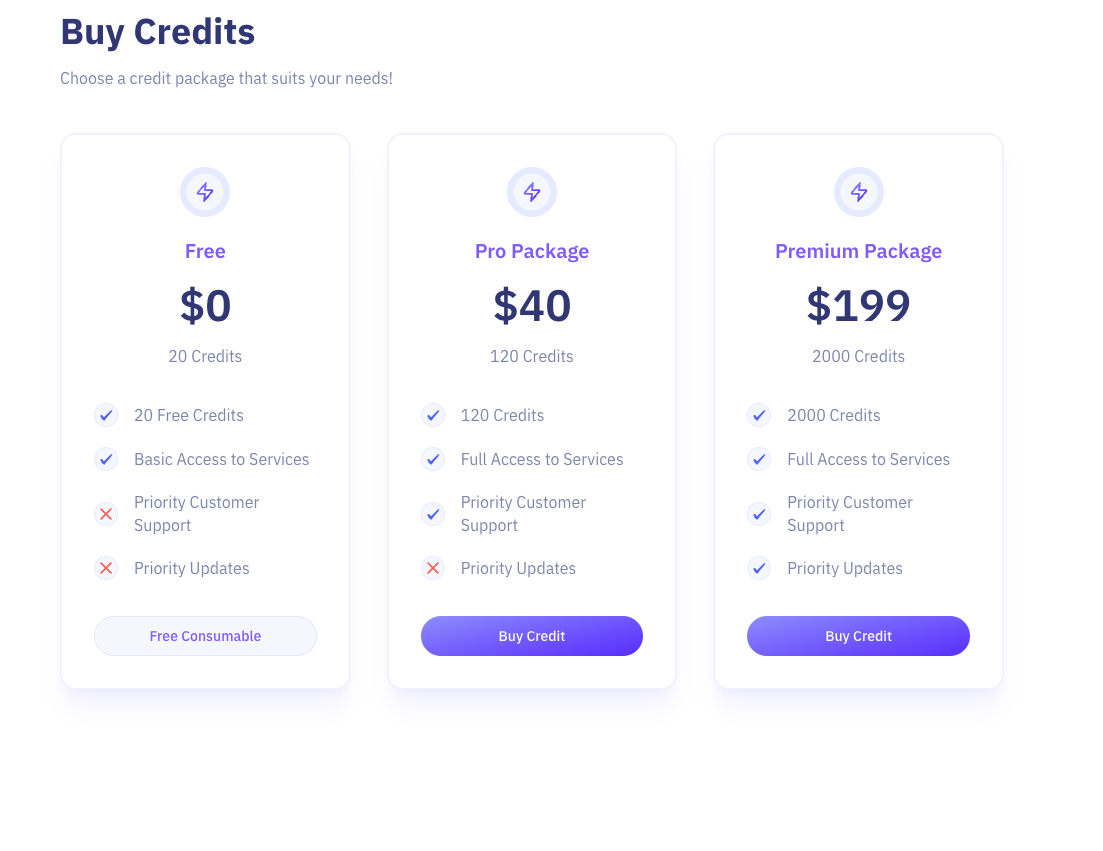 Buy Credits
Choose a credit package that suits your needs!
Free
$0
20 Credits
20 Free Credits
Basic Access to Services
Priority Customer
Support
Priority Updates
Free Consumable
Pro Package
$40
120 Credits
120 Credits
Full Access to Services
Priority Customer
Support
Priority Updates
Buy Credit
Premium Package
$199
2000 Credits
2000 Credits
Full Access to Services
Priority Customer
Support
Priority Updates
Buy Credit